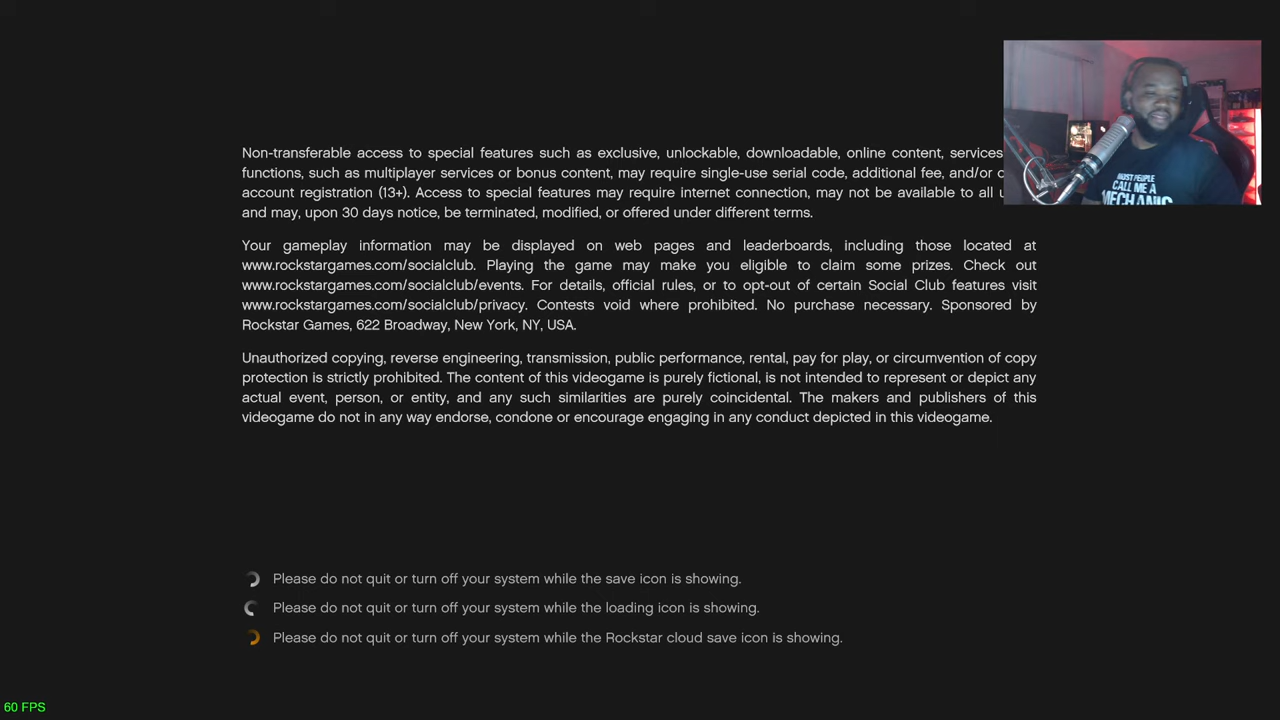 Non-transferable access to special features such as exclusive, unlockable, downloadable, online content, services
functions, such as multiplayer services or bonus content, may require single-use serial code, additional fee, and/or
account registration (13+). Access to special features may require internet connection, may not be available to all
and may, upon 30 days notice, be terminated, modified, or offered under different terms.
Your gameplay information may be displayed on web pages and leaderboards, including those located at
www.rockstargames.com/socialclub. Playing the game may make you eligible to claim some prizes. Check out
www.rockstargames.com/socialclub/events. For details, official rules, or to opt-out of certain Social Club features visit
www.rockstargames.com/socialclub/privacy. Contests void where prohibited. No purchase necessary. Sponsored by
Rockstar Games, 622 Broadway, New York, NY, USA.
Unauthorized copying, reverse engineering, transmission, public performance, rental, pay for play, or circumvention of copy
protection is strictly prohibited. The content of this videogame is purely fictional, is not intended to represent or depict any
actual event, person, or entity, and any such similarities are purely coincidental. The makers and publishers of this
videogame do not in any way endorse, condone or encourage engaging in any conduct depicted in this videogame.
Please do not quit or turn off your system while the save icon is showing.
Please do not quit or turn off your system while the loading icon is showing.
Please do not quit or turn off your system while the Rockstar cloud save icon is showing.
60 FPS
MOST PEOPLE
CALL ME A
MECHANIC